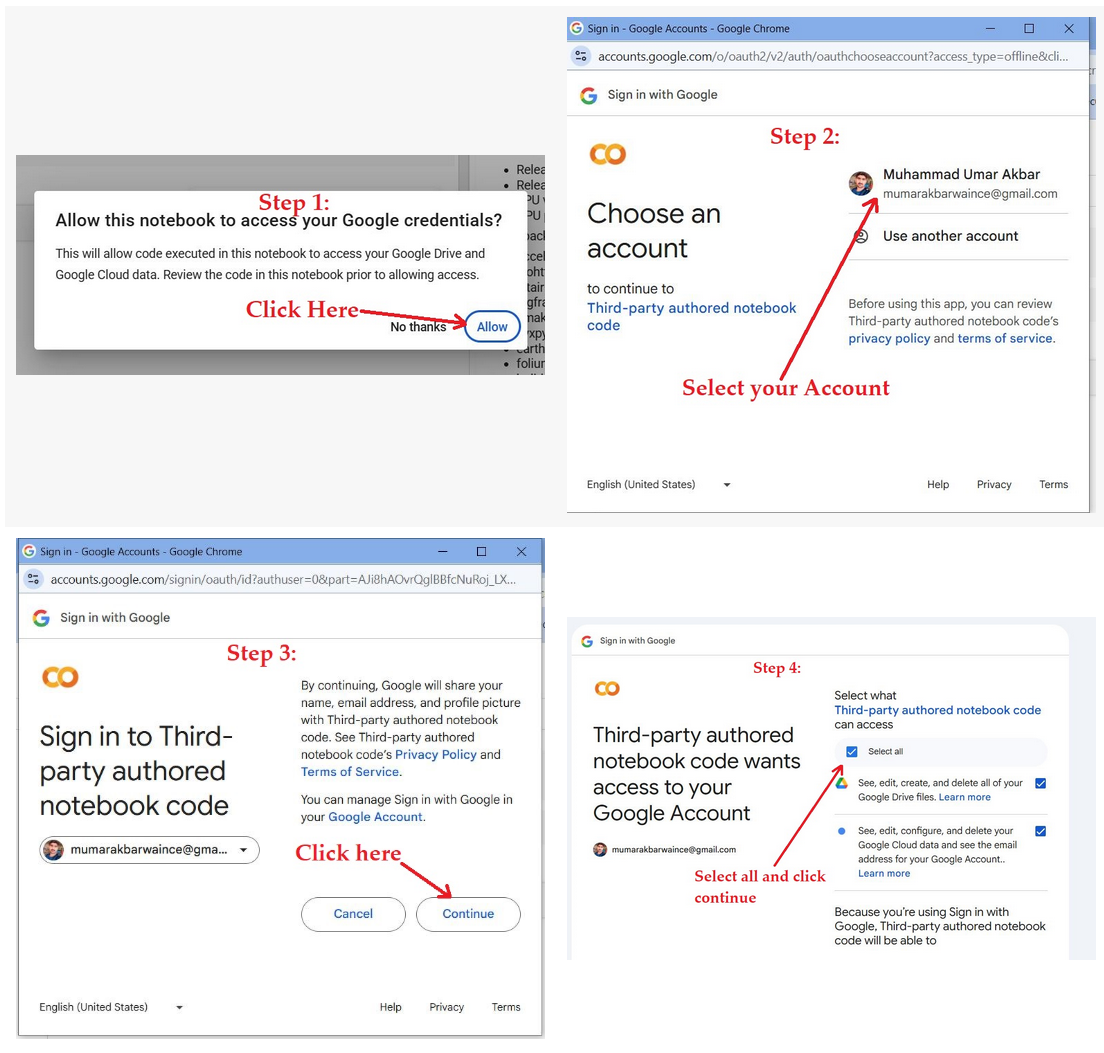 Step 1:
Allow this notebook to access your Google credentials?
This will allow code executed in this notebook to access your Google Drive and
Google Cloud data. Review the code in this notebook prior to allowing access.
Click Here
No thanks
Allow
Relea
Relea
Sign in - Google Accounts - Google Chrome
accounts.google.com/o/oauth2/v2/auth/oauthchooseaccount?access_type=offline&cli...
Sign in with Google
Step 2:
Choose an
account
to continue to
Third-party authored notebook
code
Muhammad Umar Akbar
mumarakbarwaince@gmail.com
Use another account
Before using this app, you can review
Third-party authored notebook code's
privacy policy and terms of service.
Select your Account
English (United States)
Help
Privacy
Terms
Sign in - Google Accounts - Google Chrome
accounts.google.com/signin/oauth/id?authuser=0&part=AJi8hAOvrQglBBfcNuRoj_LX...
Sign in with Google
Step 3:
Sign in to Third-
party authored
notebook code
mumarakbarwaince@gma...
By continuing, Google will share your
name, email address, and profile picture
with Third-party authored notebook
code. See Third-party authored
notebook code's Privacy Policy and
Terms of Service.
You can manage Sign in with Google in
your Google Account.
Click here
Cancel
Continue
English (United States)
Help
Privacy
Terms
Sign in with Google
Step 4:
Third-party authored
notebook code wants
access to your
Google Account
mumarakbarwaince@gmail.com
Select what
Third-party authored notebook code
can access
Select all
See, edit, create, and delete all of your
Google Drive files. Learn more
See, edit, configure, and delete your
Google Cloud data and see the email
address for your Google Account..
Learn more
Select all and click
continue
Because you're using Sign in with
Google, Third-party authored notebook
code will be able to